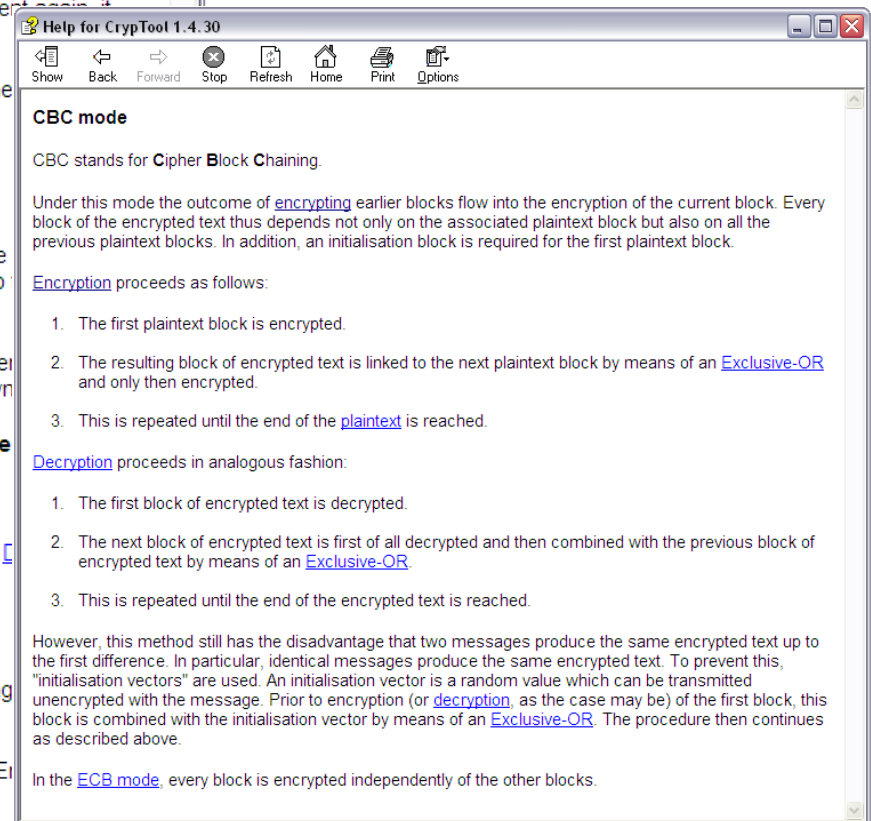 ent again, it
Help for CrypTool 1.4.30
Show Back Forward Stop Refresh Home Print Options
CBC mode
CBC stands for Cipher Block Chaining.
Under this mode the outcome of encrypting earlier blocks flow into the encryption of the current block. Every
block of the encrypted text thus depends not only on the associated plaintext block but also on all the
previous plaintext blocks. In addition, an initialisation block is required for the first plaintext block.
Encryption proceeds as follows:
1. The first plaintext block is encrypted.
2. The resulting block of encrypted text is linked to the next plaintext block by means of an Exclusive-OR
and only then encrypted.
3. This is repeated until the end of the plaintext is reached.
Decryption proceeds in analogous fashion:
1. The first block of encrypted text is decrypted.
2. The next block of encrypted text is first of all decrypted and then combined with the previous block of
encrypted text by means of an Exclusive-OR.
3. This is repeated until the end of the encrypted text is reached.
However, this method still has the disadvantage that two messages produce the same encrypted text up to
the first difference. In particular, identical messages produce the same encrypted text. To prevent this,
"initialisation vectors" are used. An initialisation vector is a random value which can be transmitted
unencrypted with the message. Prior to encryption (or decryption, as the case may be) of the first block, this
block is combined with the initialisation vector by means of an Exclusive-OR. The procedure then continues
as described above.
In the ECB mode, every block is encrypted independently of the other blocks.